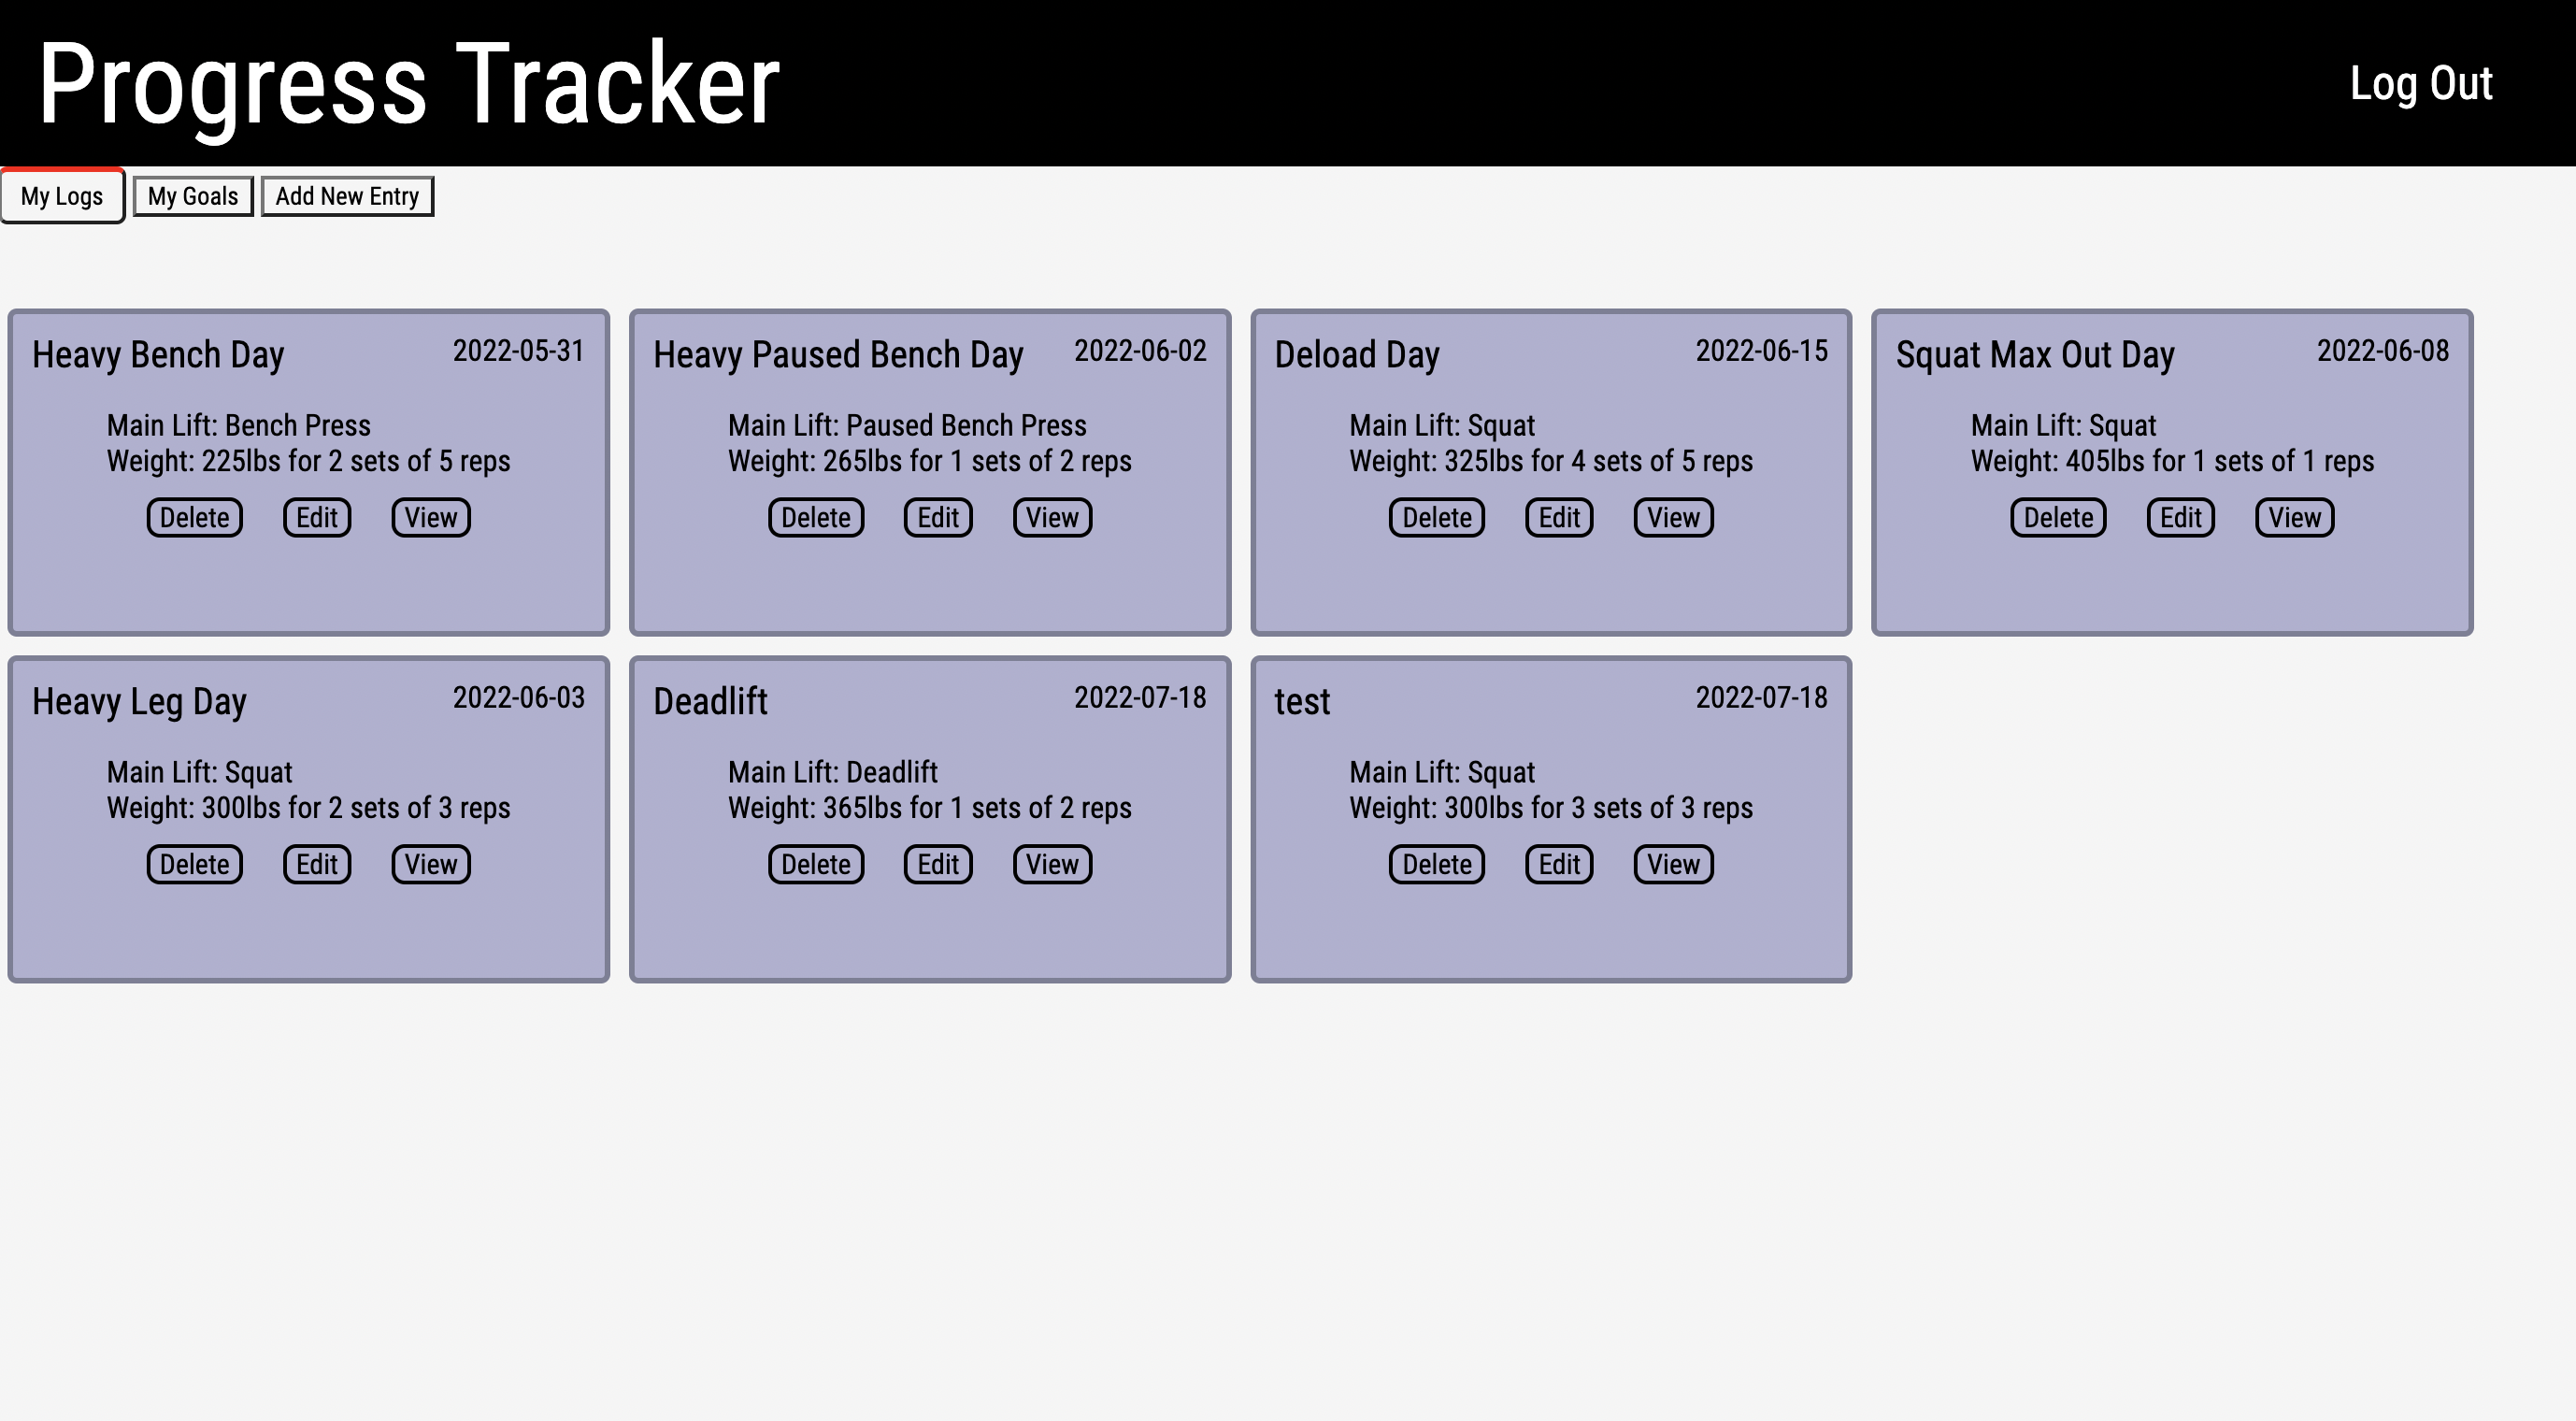 Progress Tracker
Log Out
My Logs
My Goals
Add New Entry
Heavy Bench Day
2022-05-31
Main Lift: Bench Press
Weight: 225lbs for 2 sets of 5 reps
Delete
Edit
View
Heavy Paused Bench Day
2022-06-02
Main Lift: Paused Bench Press
Weight: 265lbs for 1 sets of 2 reps
Delete
Edit
View
Deload Day
2022-06-15
Main Lift: Squat
Weight: 325lbs for 4 sets of 5 reps
Delete
Edit
View
Squat Max Out Day
2022-06-08
Main Lift: Squat
Weight: 405lbs for 1 sets of 1 reps
Delete
Edit
View
Heavy Leg Day
2022-06-03
Main Lift: Squat
Weight: 300lbs for 2 sets of 3 reps
Delete
Edit
View
Deadlift
2022-07-18
Main Lift: Deadlift
Weight: 365lbs for 1 sets of 2 reps
Delete
Edit
View
test
2022-07-18
Main Lift: Squat
Weight: 300lbs for 3 sets of 3 reps
Delete
Edit
View